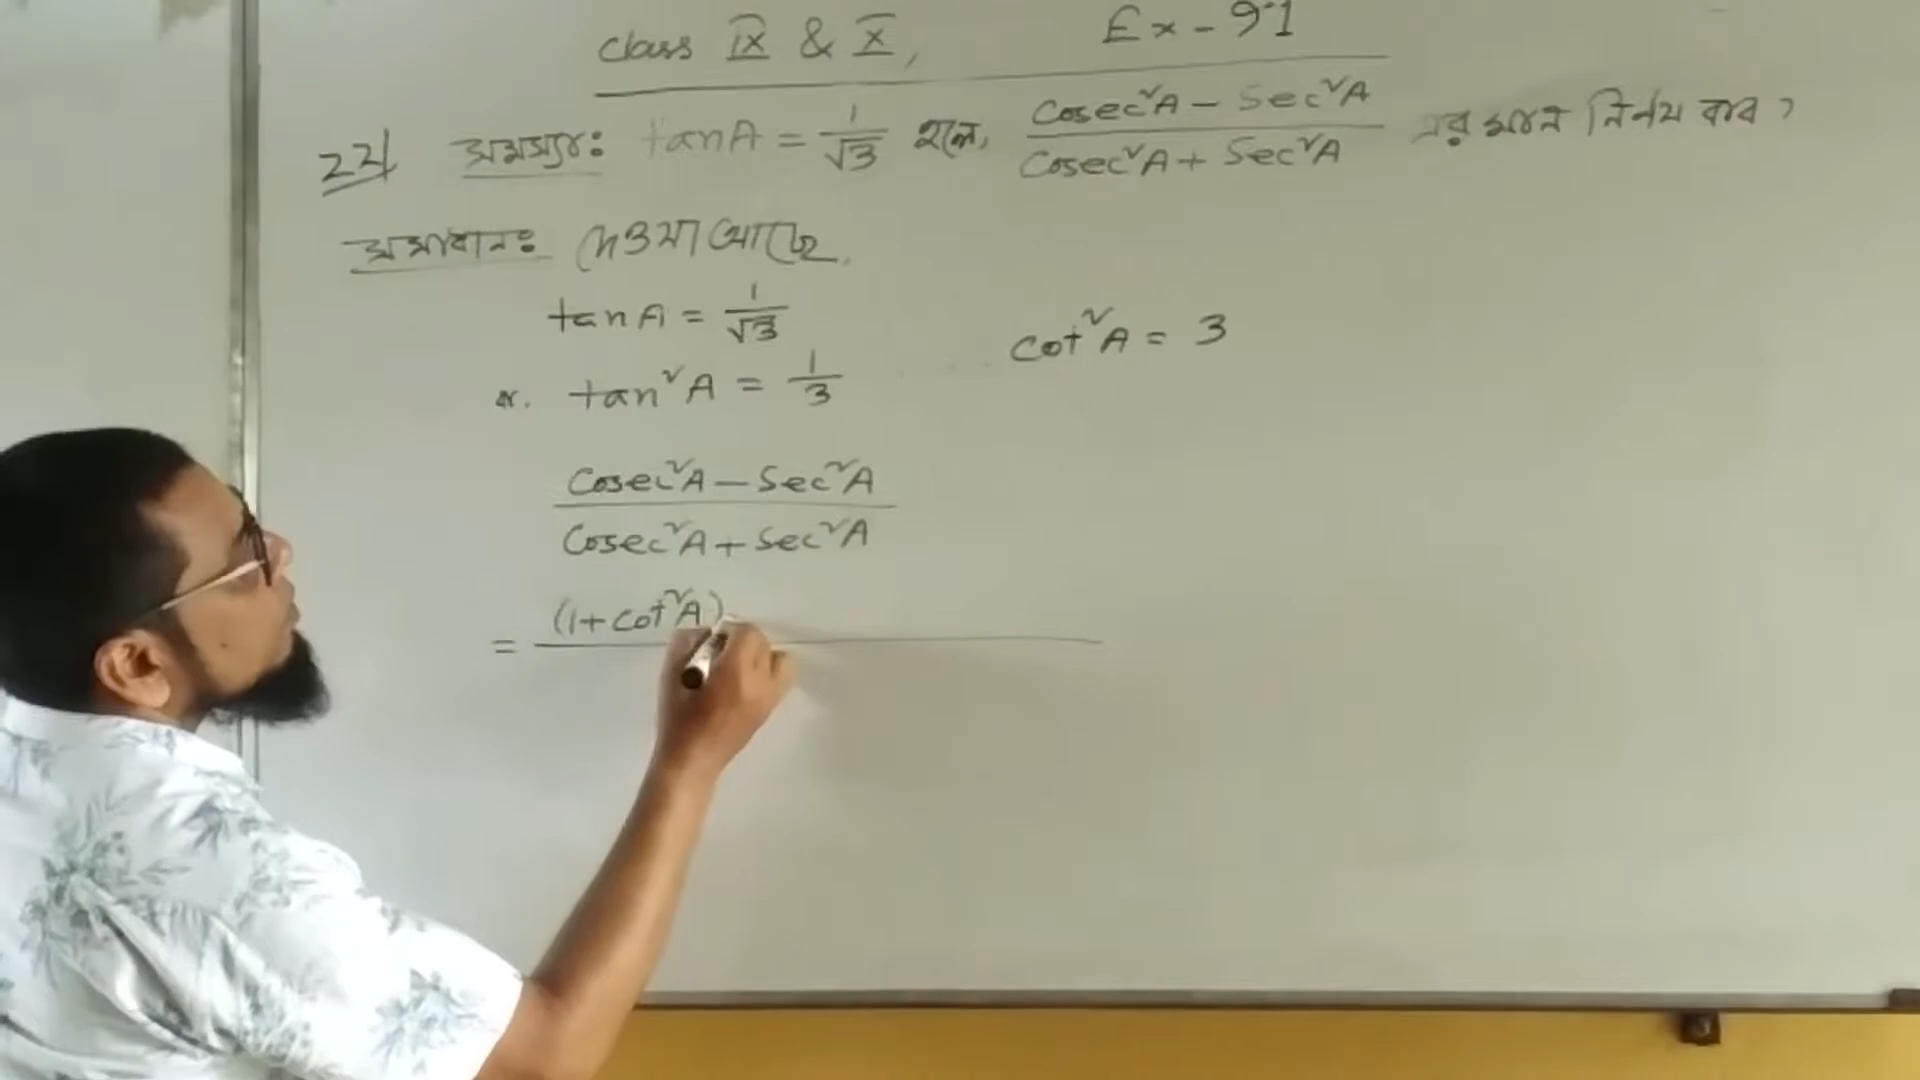 Class IX & X, Ex - 9.1
22/ সমস্যা: tanA = 1/√3 হলে, (Cosec²A - Sec²A)/(Cosec²A + Sec²A) এর মান নির্ণয় কর?
সমাধানঃ দেওয়া আছে,
tanA = 1/√3
or. tan²A = 1/3 cot²A = 3
(Cosec²A - Sec²A)/(Cosec²A + Sec²A)
= (1 + cot²A)